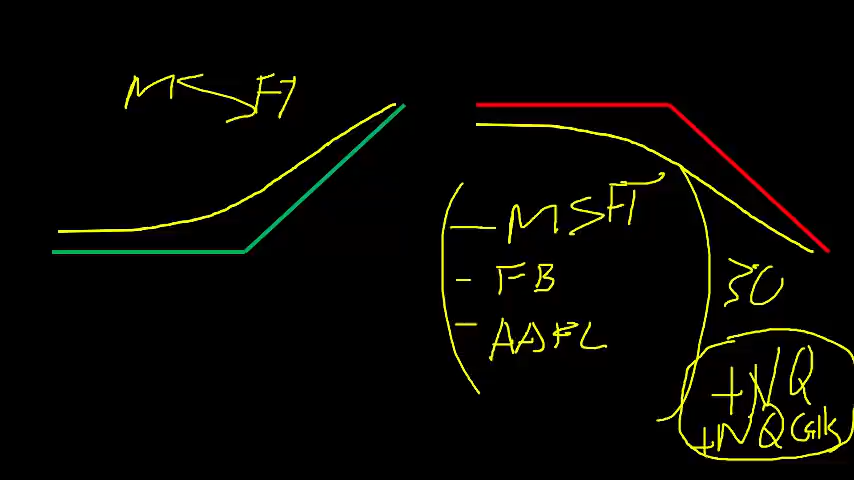 MSFT
- MSFT
- FB
- AAPL
30
+NQ
+NQ Calls